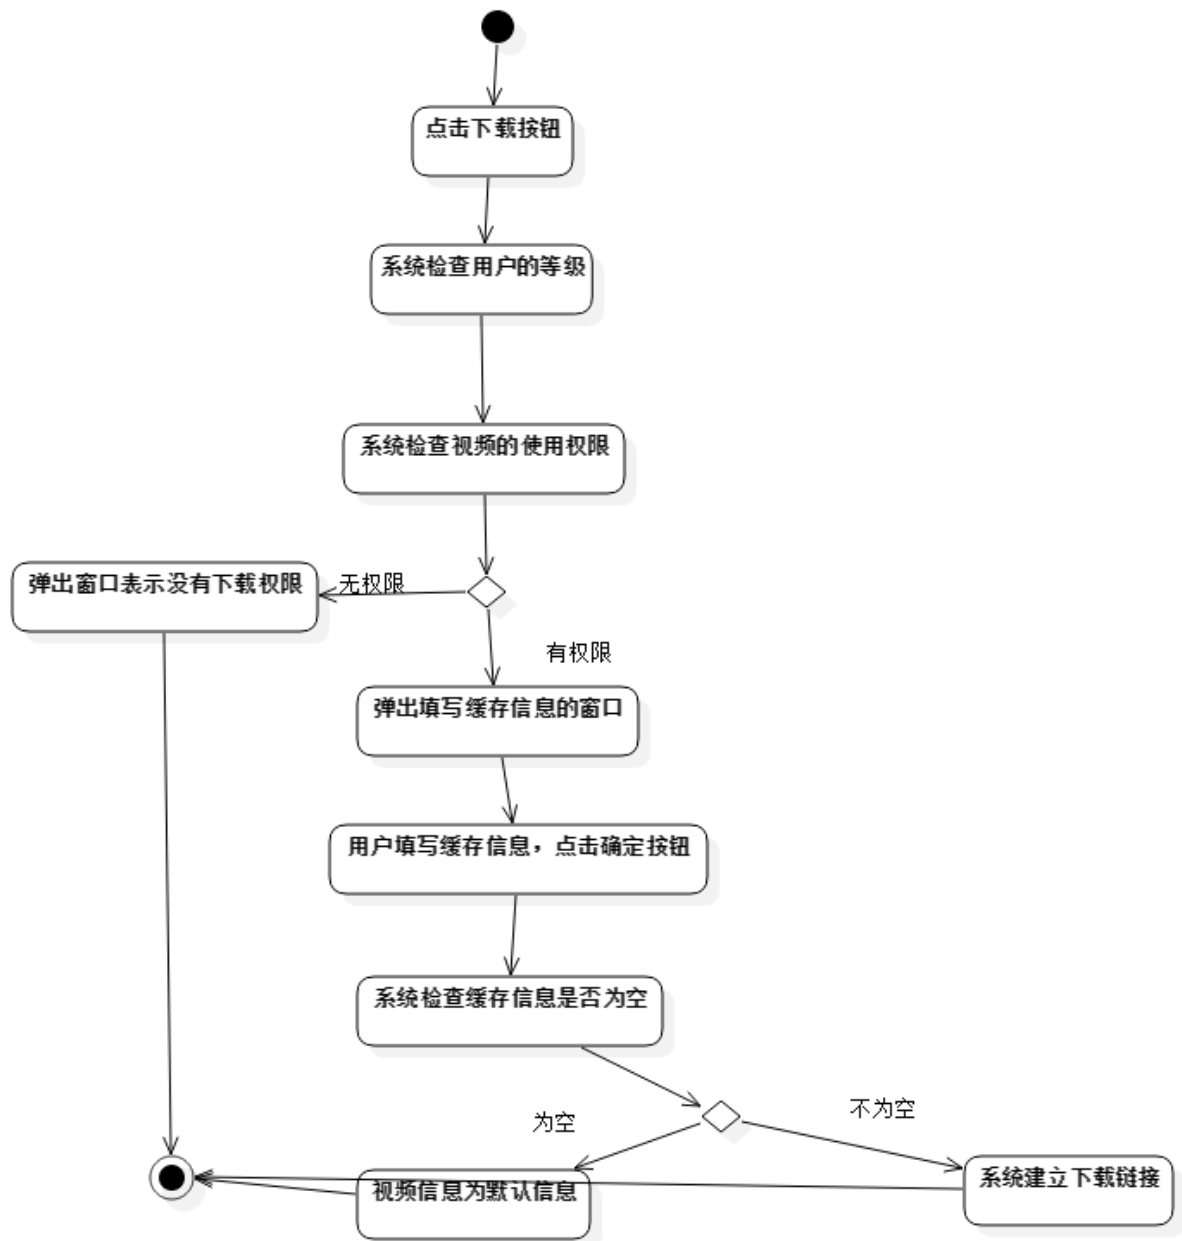 点击下载按钮
系统检查用户的等级
系统检查视频的使用权限
弹出窗口表示没有下载权限
无权限
有权限
弹出填写缓存信息的窗口
用户填写缓存信息，点击确定按钮
系统检查缓存信息是否为空
为空
不为空
视频信息为默认信息
系统建立下载链接